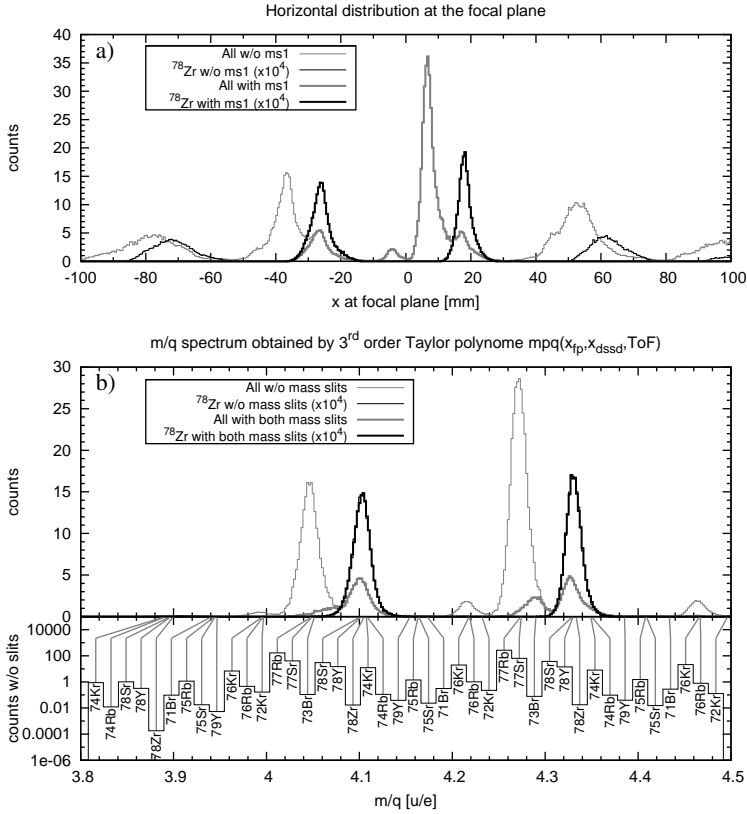 Horizontal distribution at the focal plane
a)
All w/o ms1
78Zr w/o ms1 (x10^4)
All with ms1
78Zr with ms1 (x10^4)
counts
40
35
30
25
20
15
10
5
0
-100 -80 -60 -40 -20 0 20 40 60 80 100
x at focal plane [mm]
m/q spectrum obtained by 3rd order Taylor polynome mpq(x_fp,x_dssd,ToF)
b)
All w/o mass slits
78Zr w/o mass slits (x10^4)
All with both mass slits
78Zr with both mass slits (x10^4)
counts
30
25
20
15
10
5
0
counts w/o slits
10000
100
1
0.01
0.0001
1e-06
74Kr 74Rb 78Sr 78Y 78Zr 71Br 75Rb 75Sr 79Y 76Kr 76Rb 72Kr 77Rb 77Sr 73Br 78Sr 78Y 78Zr 74Kr 74Rb 79Y 75Rb 75Sr 71Br 76Kr 76Rb 72Kr 77Rb 77Sr 73Br 78Sr 78Y 78Zr 74Kr 74Rb 79Y 75Rb 75Sr 71Br 76Kr 76Rb 72Kr
3.8 3.9 4 4.1 4.2 4.3 4.4 4.5
m/q [u/e]